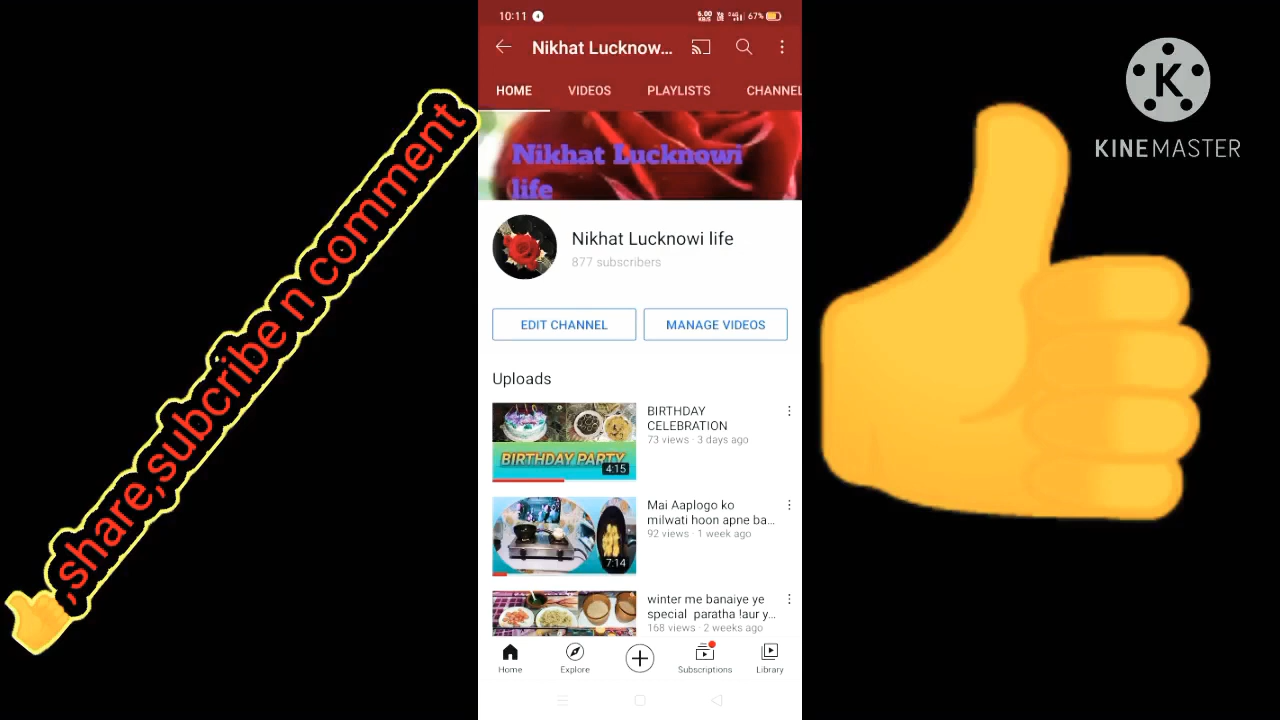 ,share,subcribe n comment
10:11
6.00
KB/S
67%
Nikhat Lucknow...
HOME
VIDEOS
PLAYLISTS
CHANNEL
Nikhat Lucknowi
life
Nikhat Lucknowi life
877 subscribers
EDIT CHANNEL
MANAGE VIDEOS
Uploads
BIRTHDAY PARTY
4:15
BIRTHDAY
CELEBRATION
73 views · 3 days ago
7:14
Mai Aaplogo ko
milwati hoon apne ba...
92 views · 1 week ago
winter me banaiye ye
special paratha !aur y...
168 views · 2 weeks ago
Home
Explore
Subscriptions
Library
K
KINEMASTER